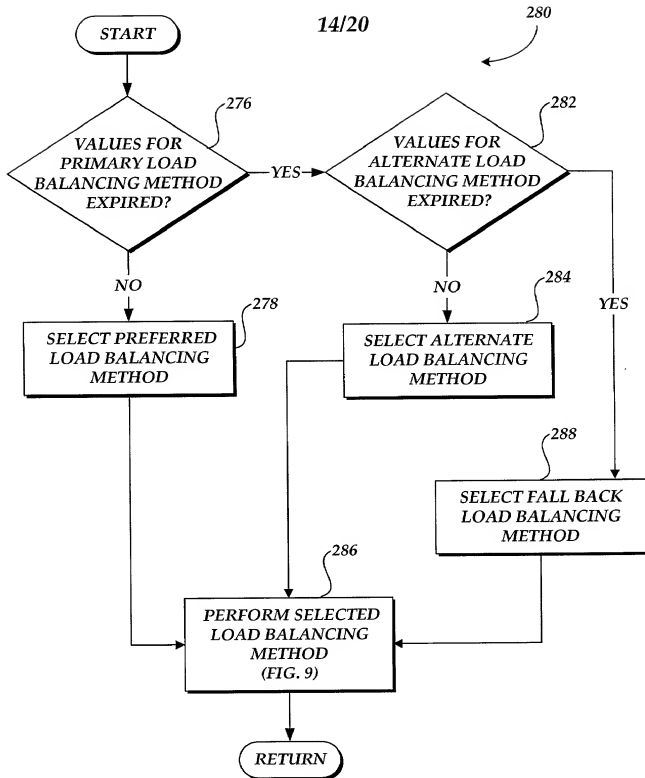 START
14/20
280
276
VALUES FOR
PRIMARY LOAD
BALANCING METHOD
EXPIRED?
YES
282
VALUES FOR
ALTERNATE LOAD
BALANCING METHOD
EXPIRED?
NO
278
SELECT PREFERRED
LOAD BALANCING
METHOD
NO
284
SELECT ALTERNATE
LOAD BALANCING
METHOD
YES
288
SELECT FALL BACK
LOAD BALANCING
METHOD
286
PERFORM SELECTED
LOAD BALANCING
METHOD
(FIG. 9)
RETURN